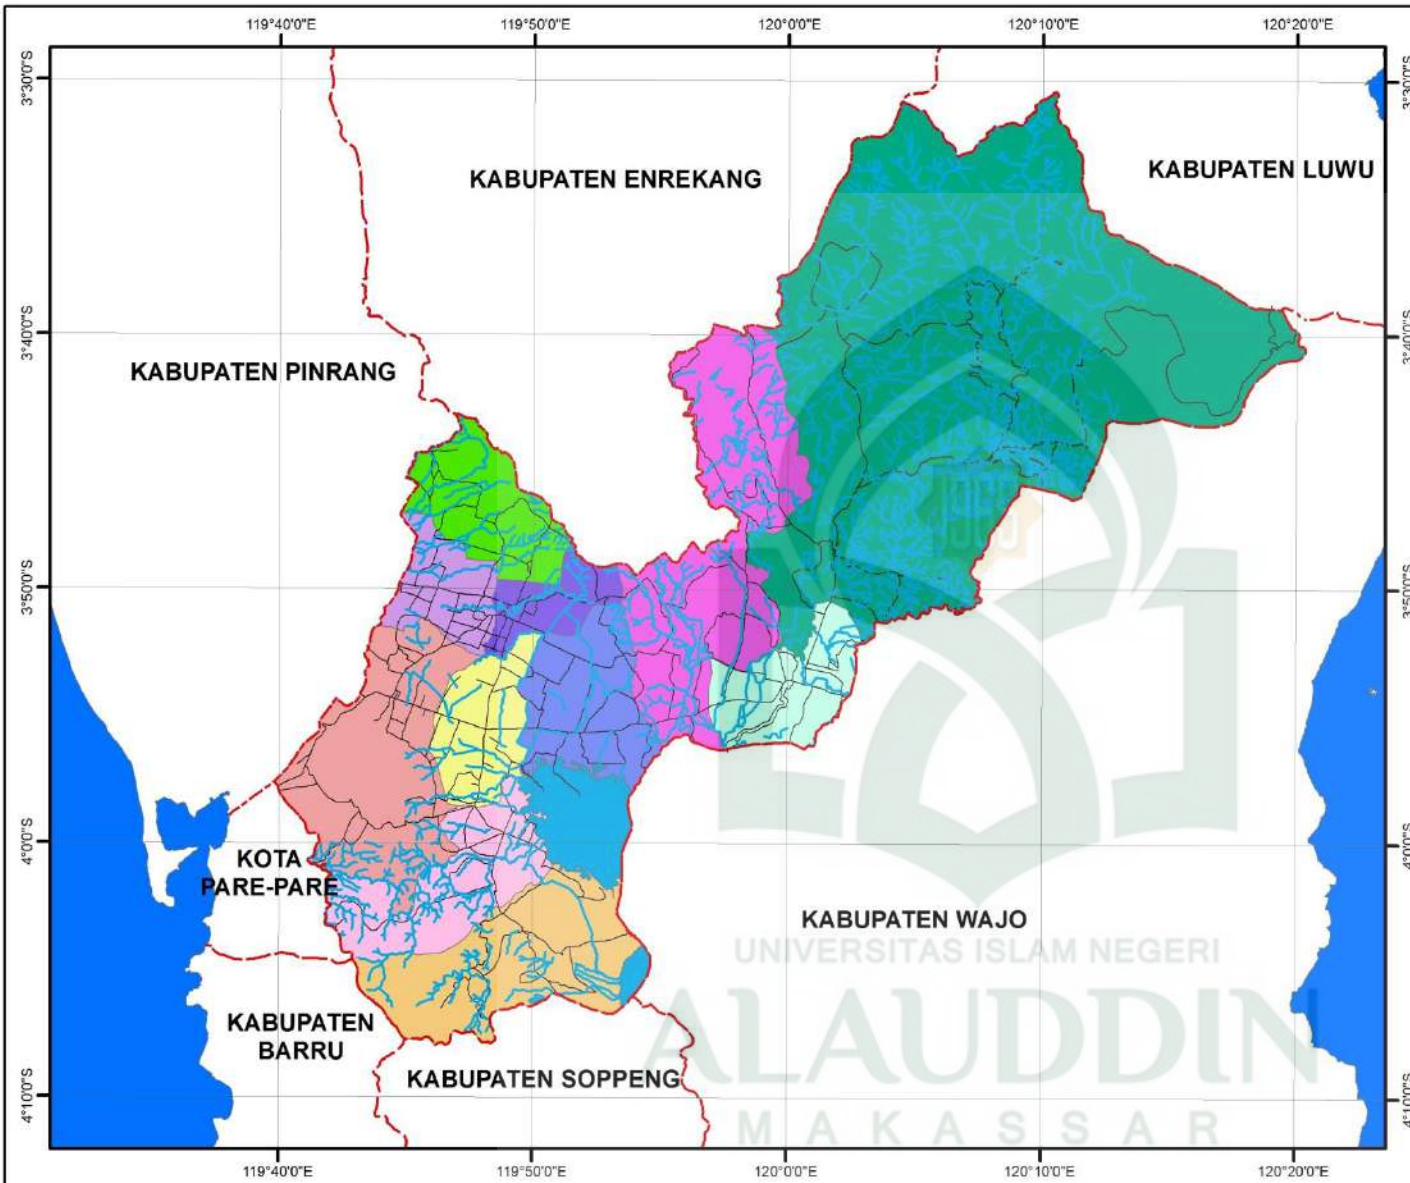 119°40'0"E 119°50'0"E 120°0'0"E 120°10'0"E 120°20'0"E
3°30'0"S
3°30'0"S
KABUPATEN ENREKANG
KABUPATEN LUWU
3°40'0"S
3°40'0"S
KABUPATEN PINRANG
3°50'0"S
3°50'0"S
4°0'0"S
4°0'0"S
KOTA
PARE-PARE
KABUPATEN WAJO
UNIVERSITAS ISLAM NEGERI
ALAUDDIN
MAKASSAR
KABUPATEN
BARRU
KABUPATEN SOPPENG
4°10'0"S
4°10'0"S
119°40'0"E 119°50'0"E 120°0'0"E 120°10'0"E 120°20'0"E